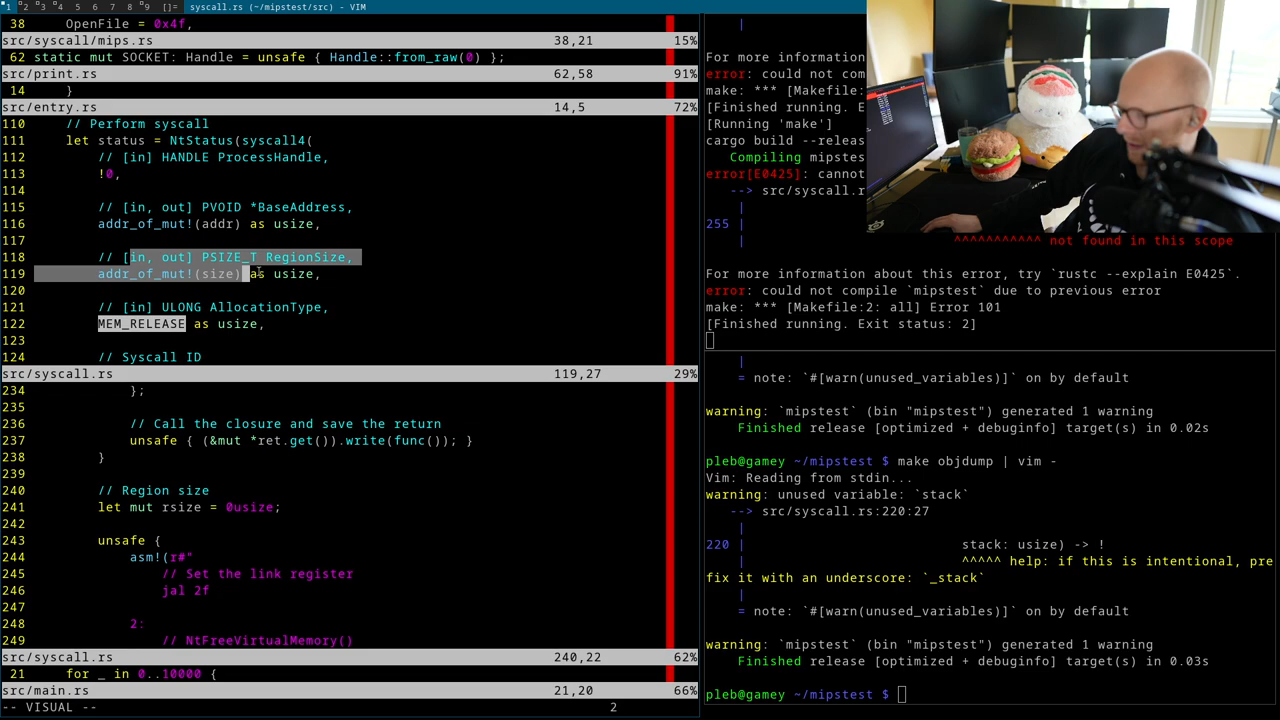 1 2 3 4 5 6 7 8 9 []= syscall.rs (~/mipstest/src) - VIM
38 OpenFile = 0x4f,
src/syscall/mips.rs 38,21 15%
62 static mut SOCKET: Handle = unsafe { Handle::from_raw(0) };
src/print.rs 62,58 91%
14 }
src/entry.rs 14,5 72%
110 // Perform syscall
111 let status = NtStatus(syscall4(
112 // [in] HANDLE ProcessHandle,
113 !0,
114
115 // [in, out] PVOID *BaseAddress,
116 addr_of_mut!(addr) as usize,
117
118 // [in, out] PSIZE_T RegionSize,
119 addr_of_mut!(size) as usize,
120
121 // [in] ULONG AllocationType,
122 MEM_RELEASE as usize,
123
124 // Syscall ID
src/syscall.rs 119,27 29%
234 };
235
236 // Call the closure and save the return
237 unsafe { (&mut *ret.get()).write(func()); }
238 }
239
240 // Region size
241 let mut rsize = 0usize;
242
243 unsafe {
244 asm!(r#"
245 // Set the link register
246 jal 2f
247
248 2:
249 // NtFreeVirtualMemory()
src/syscall.rs 240,22 62%
21 for _ in 0..10000 {
src/main.rs 21,20 66%
-- VISUAL -- 2
|
For more information
error: could not com
make: *** [Makefile:
[Finished running. E
[Running 'make']
cargo build --releas
Compiling mipstes
error[E0425]: cannot
--> src/syscall.r
|
255 |
| ^^^^^^^^^^^ not found in this scope
For more information about this error, try `rustc --explain E0425`.
error: could not compile `mipstest` due to previous error
make: *** [Makefile:2: all] Error 101
[Finished running. Exit status: 2]
|
= note: `#[warn(unused_variables)]` on by default
warning: `mipstest` (bin "mipstest") generated 1 warning
Finished release [optimized + debuginfo] target(s) in 0.02s
pleb@gamey ~/mipstest $ make objdump | vim -
Vim: Reading from stdin...
warning: unused variable: `stack`
--> src/syscall.rs:220:27
|
220 | stack: usize) -> !
| ^^^^^ help: if this is intentional, pre
fix it with an underscore: `_stack`
|
= note: `#[warn(unused_variables)]` on by default
warning: `mipstest` (bin "mipstest") generated 1 warning
Finished release [optimized + debuginfo] target(s) in 0.03s
pleb@gamey ~/mipstest $